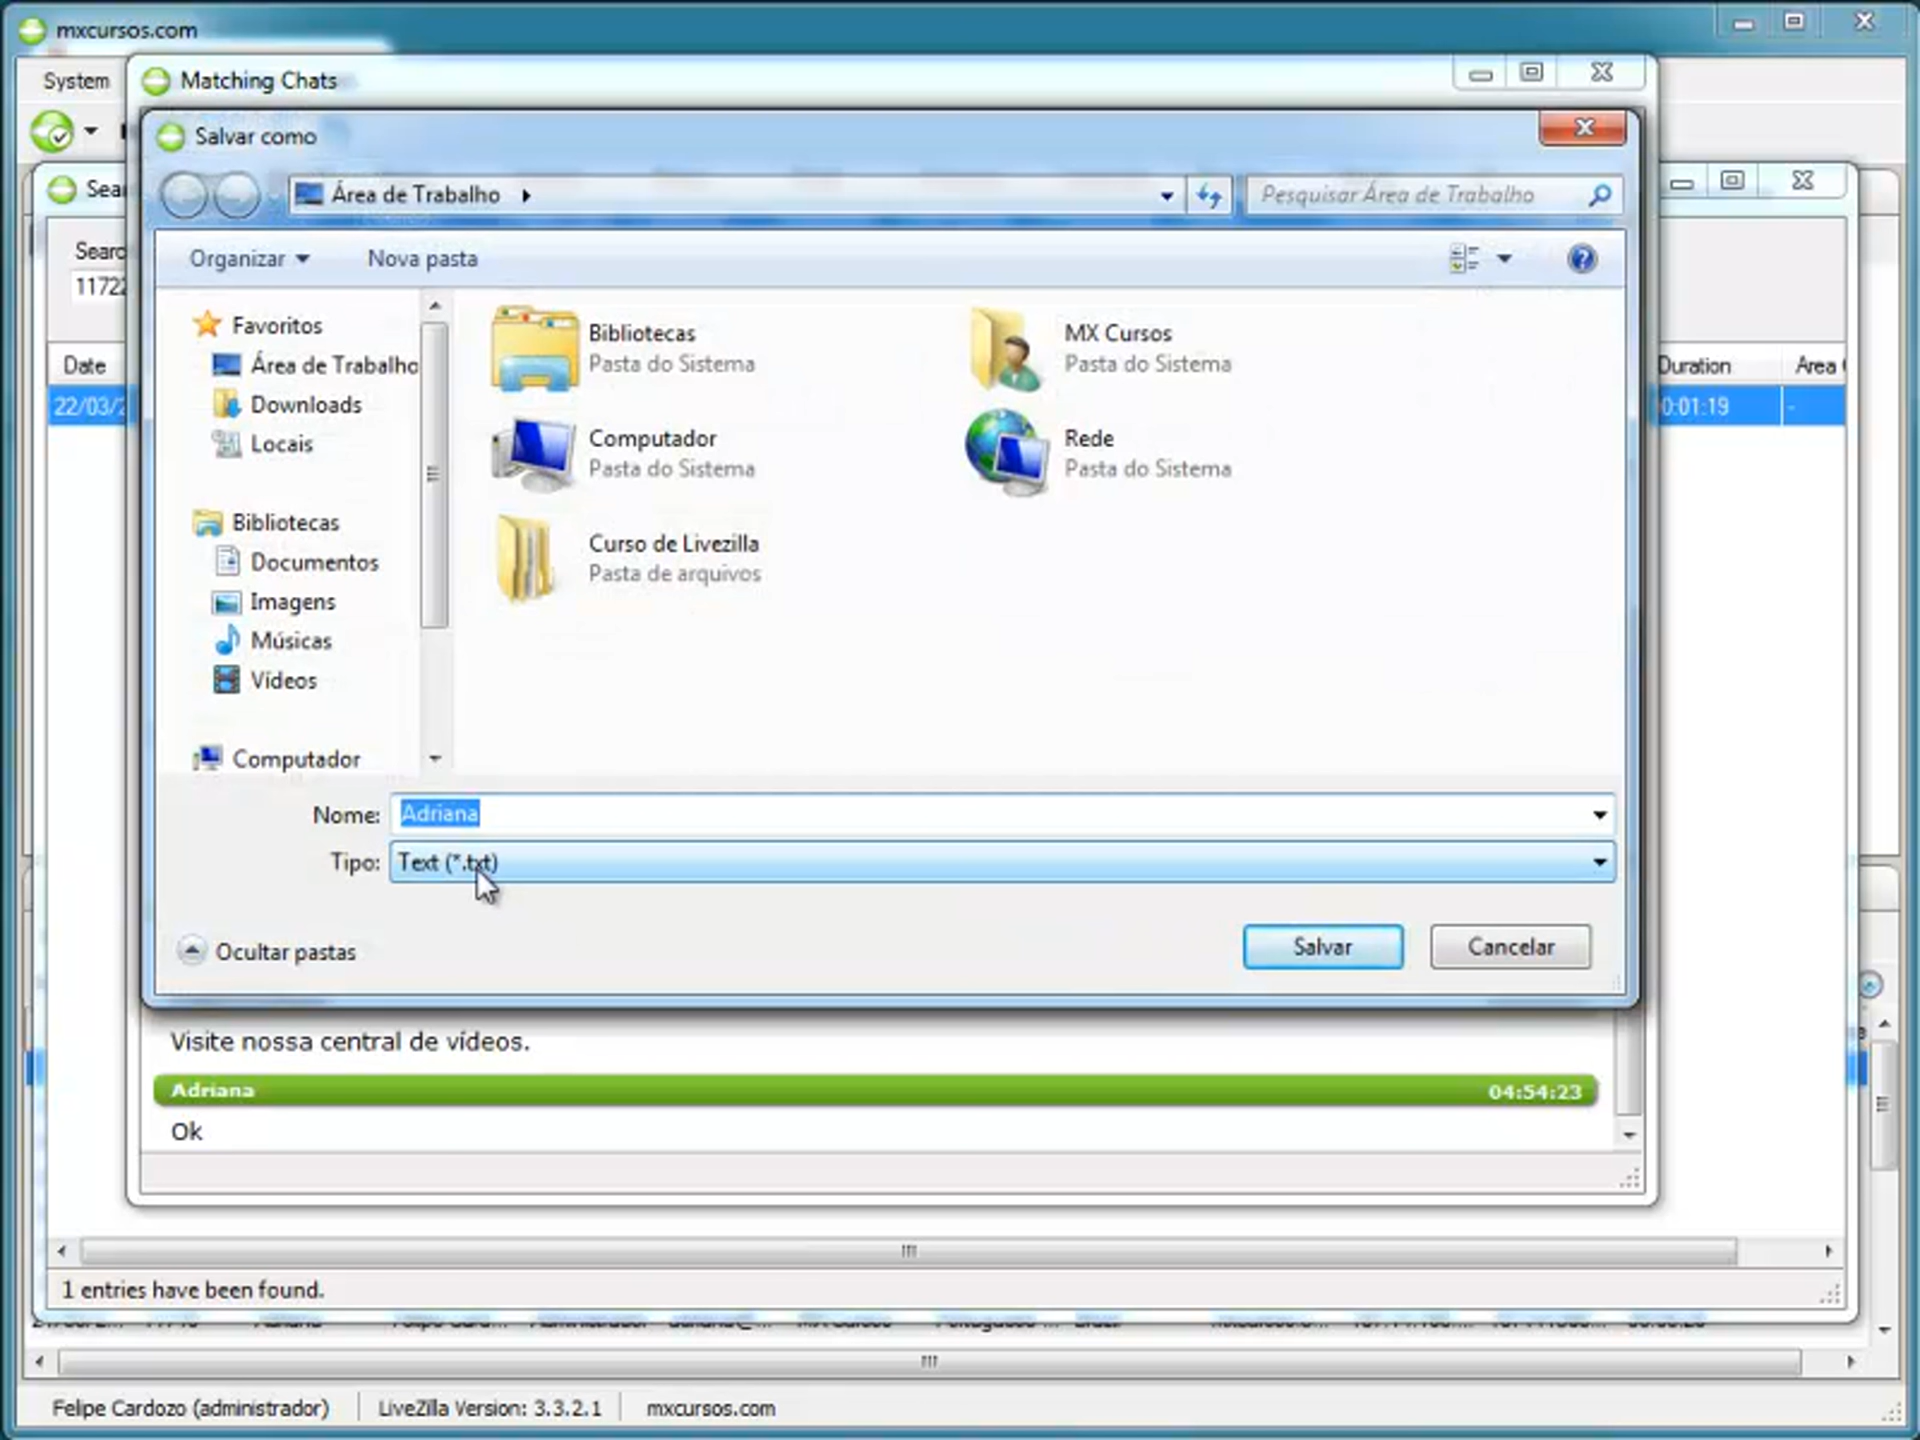 mxcursos.com
System
Matching Chats
Salvar como
Área de Trabalho
Pesquisar Área de Trabalho
Organizar
Nova pasta
Favoritos
Área de Trabalho
Downloads
Locais
Bibliotecas
Documentos
Imagens
Músicas
Vídeos
Computador
Bibliotecas
Pasta do Sistema
MX Cursos
Pasta do Sistema
Computador
Pasta do Sistema
Rede
Pasta do Sistema
Curso de Livezilla
Pasta de arquivos
Nome: Adriana
Tipo: Text (*.txt)
Ocultar pastas
Salvar
Cancelar
11722
Date
Duration
Area
22/03/2
0:01:19
-
Visite nossa central de vídeos.
Adriana
04:54:23
Ok
1 entries have been found.
Felipe Cardozo (administrador)
LiveZilla Version: 3.3.2.1
mxcursos.com